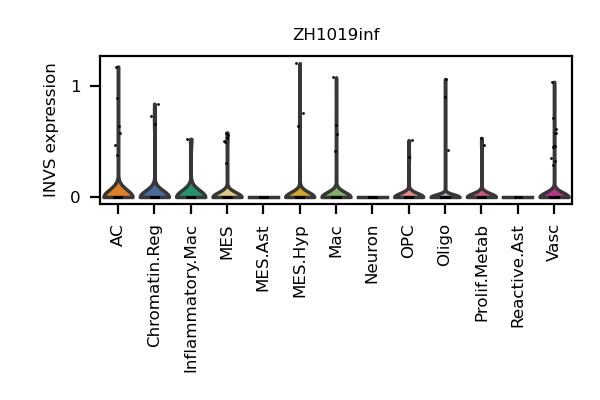 ZH1019inf
INVS expression
1
0
AC
Chromatin.Reg
Inflammatory.Mac
MES
MES.Ast
MES.Hyp
Mac
Neuron
OPC
Oligo
Prolif.Metab
Reactive.Ast
Vasc